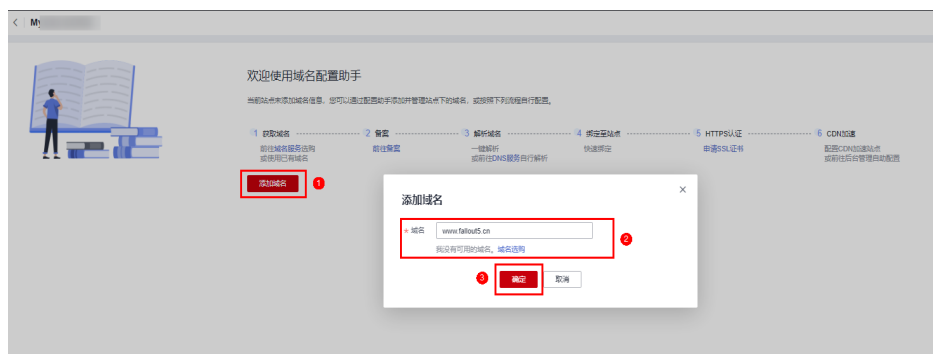 < My
欢迎使用域名配置助手
当前站点未添加域名信息，您可以通过配置助手添加并管理站点下的域名，或按照下列流程自行配置。
1 获取域名 2 备案 3 解析域名 4 绑定至站点 5 HTTPS认证 6 CDN加速
前往域名服务选购 前往备案 一键解析 快速绑定 申请SSL证书 配置CDN加速站点
或使用已有域名 或前往DNS服务自行解析 或前往后台管理自助配置
添加域名 1
添加域名 ×
* 域名 www.fallout5.cn 2
我没有可用的域名，域名选购
3 确定 取消